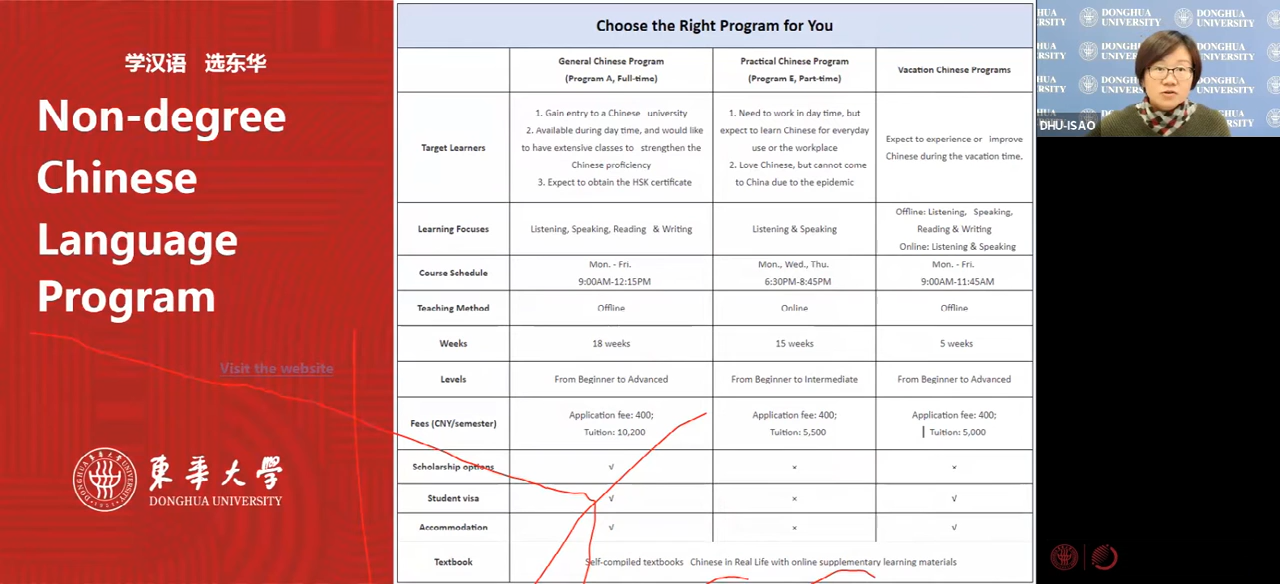 学汉语 选东华
Non-degree
Chinese
Language
Program
Visit the website
東華大學
DONGHUA UNIVERSITY
Choose the Right Program for You
General Chinese Program
(Program A, Full-time)
Practical Chinese Program
(Program E, Part-time)
Vacation Chinese Programs
Target Learners
1. Gain entry to a Chinese university
2. Available during day time, and would like
to have extensive classes to strengthen the
Chinese proficiency
3. Expect to obtain the HSK certificate
1. Need to work in day time, but
expect to learn Chinese for everyday
use or the workplace
2. Love Chinese, but cannot come
to China due to the epidemic
Expect to experience or improve
Chinese during the vacation time.
Learning Focuses
Listening, Speaking, Reading & Writing
Listening & Speaking
Offline: Listening, Speaking,
Reading & Writing
Online: Listening & Speaking
Course Schedule
Mon. - Fri.
9:00AM-12:15PM
Mon., Wed., Thu.
6:30PM-8:45PM
Mon. - Fri.
9:00AM-11:45AM
Teaching Method
Offline
Online
Offline
Weeks
18 weeks
15 weeks
5 weeks
Levels
From Beginner to Advanced
From Beginner to Intermediate
From Beginner to Advanced
Fees (CNY/semester)
Application fee: 400;
Tuition: 10,200
Application fee: 400;
Tuition: 5,500
Application fee: 400;
Tuition: 5,000
Scholarship options
√
×
×
Student visa
√
×
√
Accommodation
√
×
√
Textbook
Self-compiled textbooks Chinese in Real Life with online supplementary learning materials
DONGHUA
UNIVERSITY
DONGHUA
UNIVERSITY
DHU-ISAO